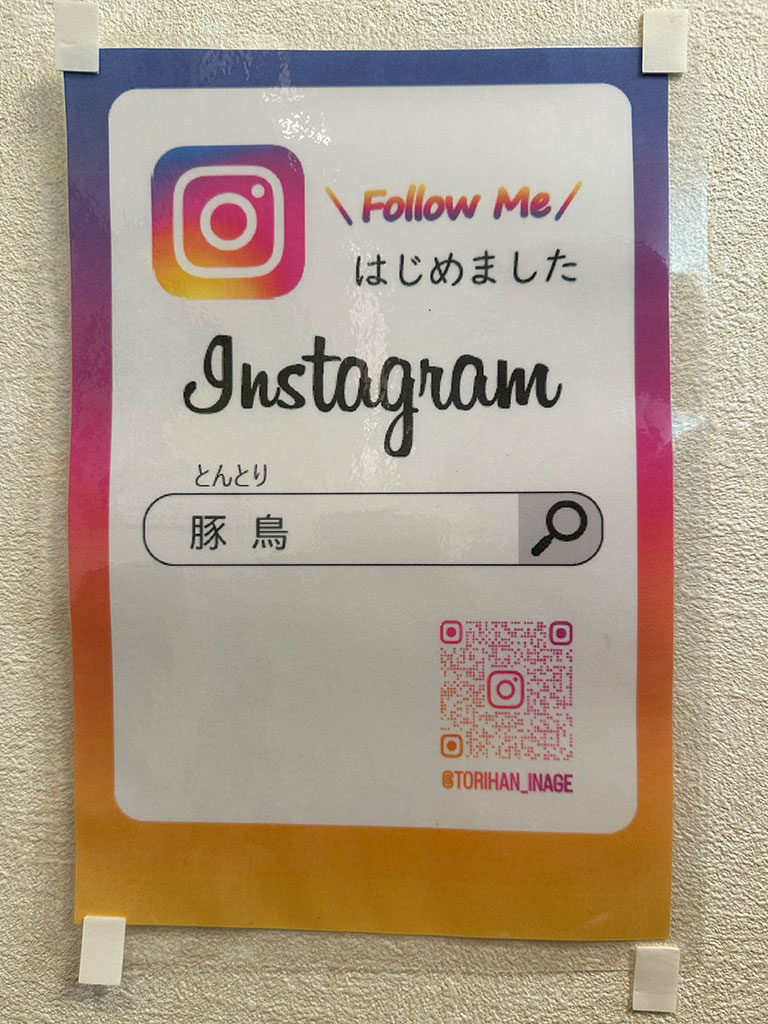 \Follow Me/
はじめました
Instagram
とんとり
豚 鳥
@TORIHAN_INAGE